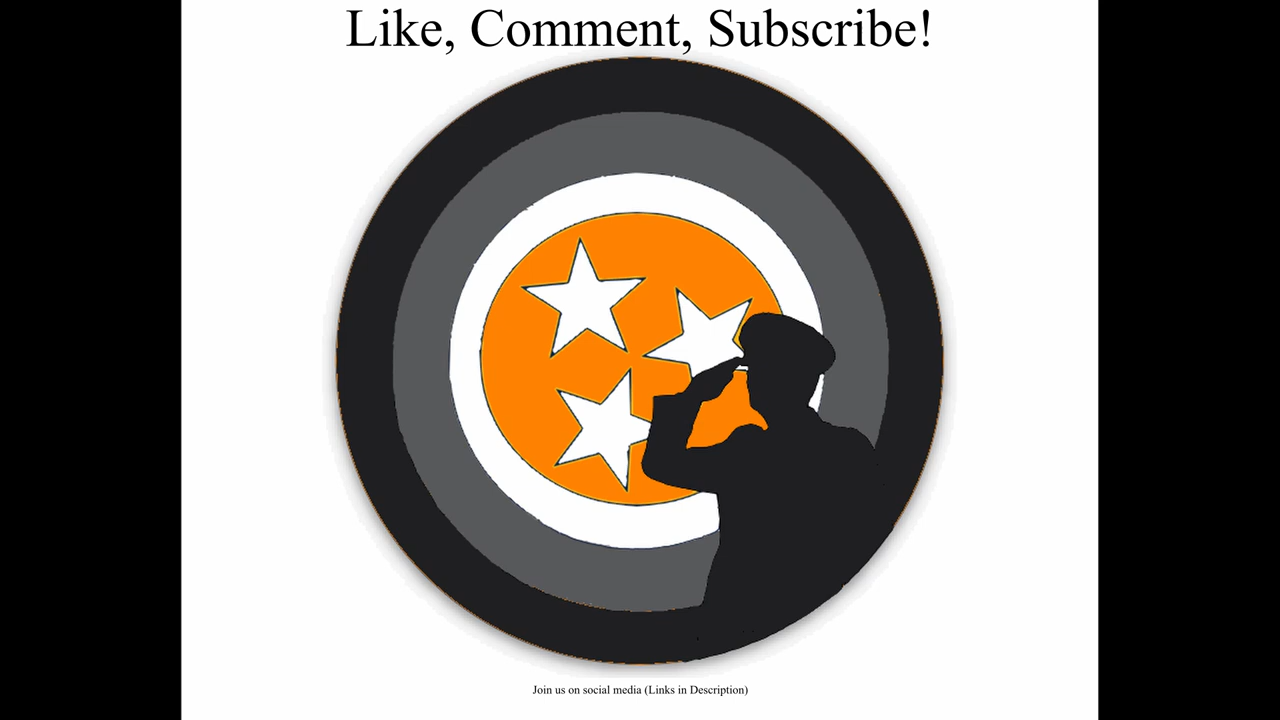 Like, Comment, Subscribe!
Join us on social media (Links in Description)